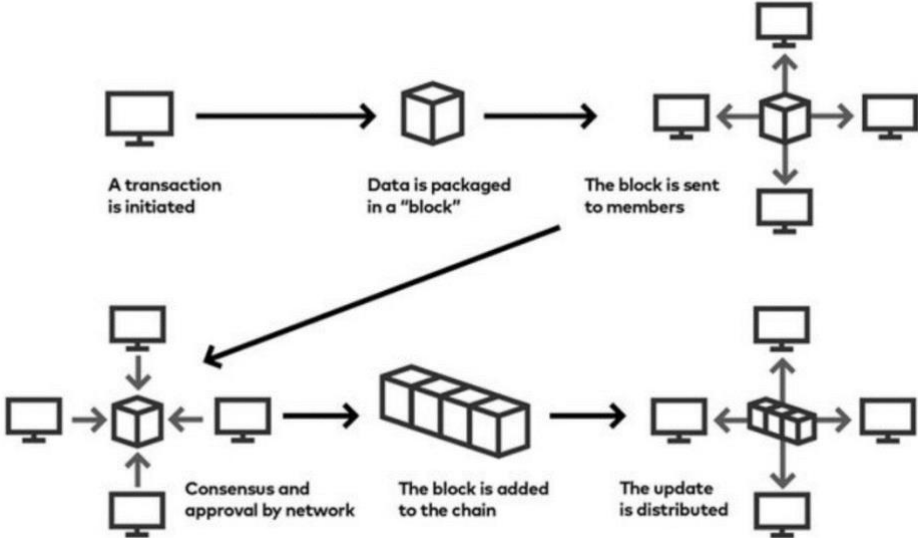 A transaction
is initiated
Data is packaged
in a “block”
The block is sent
to members
Consensus and
approval by network
The block is added
to the chain
The update
is distributed